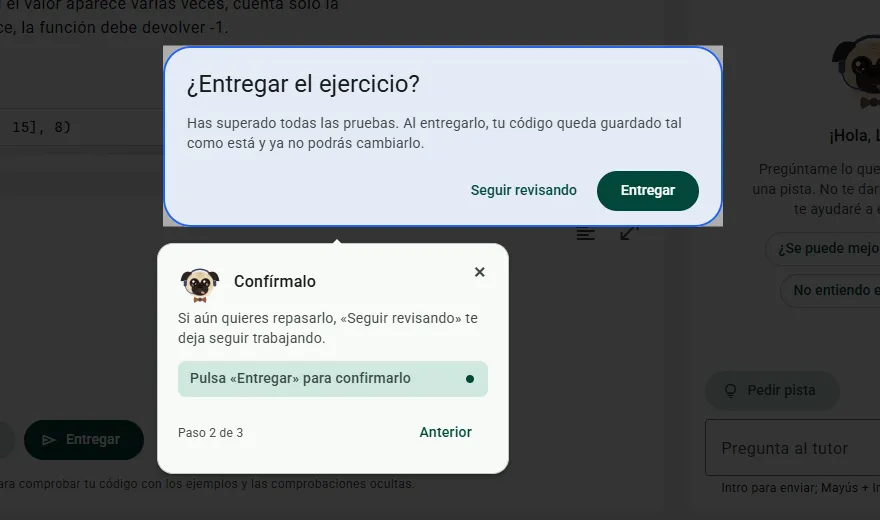 el valor aparece varias veces, cuenta solo la
ce, la función debe devolver -1.
15], 8)
¿Entregar el ejercicio?
Has superado todas las pruebas. Al entregarlo, tu código queda guardado tal
como está y ya no podrás cambiarlo.
Seguir revisando
Entregar
Confírmalo
Si aún quieres repasarlo, «Seguir revisando» te
deja seguir trabajando.
Pulsa «Entregar» para confirmarlo
Paso 2 de 3
Anterior
Entregar
ara comprobar tu código con los ejemplos y las comprobaciones ocultas.
¡Hola, L
Pregúntame lo que
una pista. No te dar
te ayudaré a e
¿Se puede mejo
No entiendo e
Pedir pista
Pregunta al tutor
Intro para enviar; Mayús + In